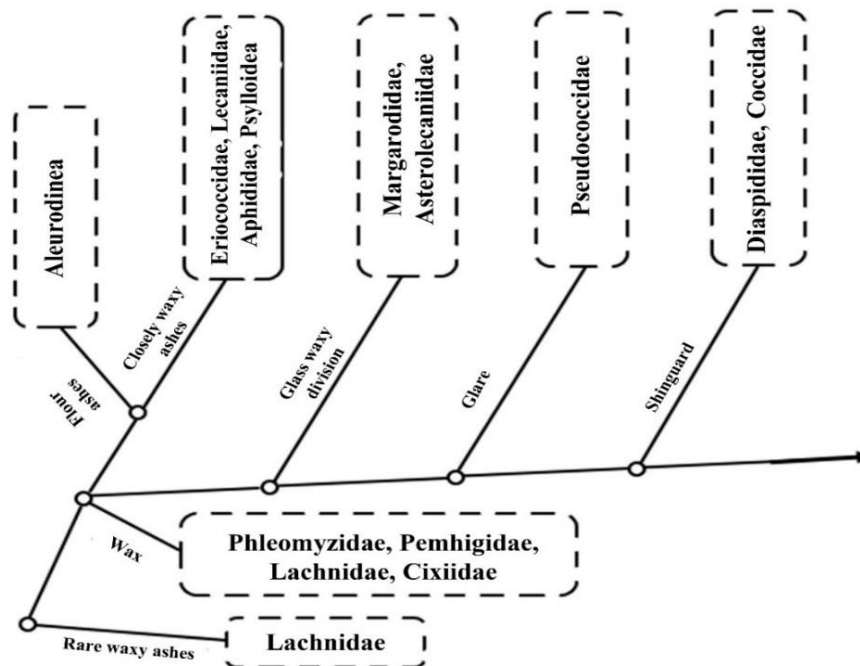 Aleurodinea
Eriococcidae, Lecaniidae,
Aphididae, Psylloidea
Margarodidae,
Asterolecaniidae
Pseudococcidae
Diaspididae, Coccidae
Flour
ashes
Closely waxy
ashes
Glass waxy
division
Glare
Shinguard
Wax
Phleomyzidae, Pemhigidae,
Lachnidae, Cixiidae
Rare waxy ashes
Lachnidae